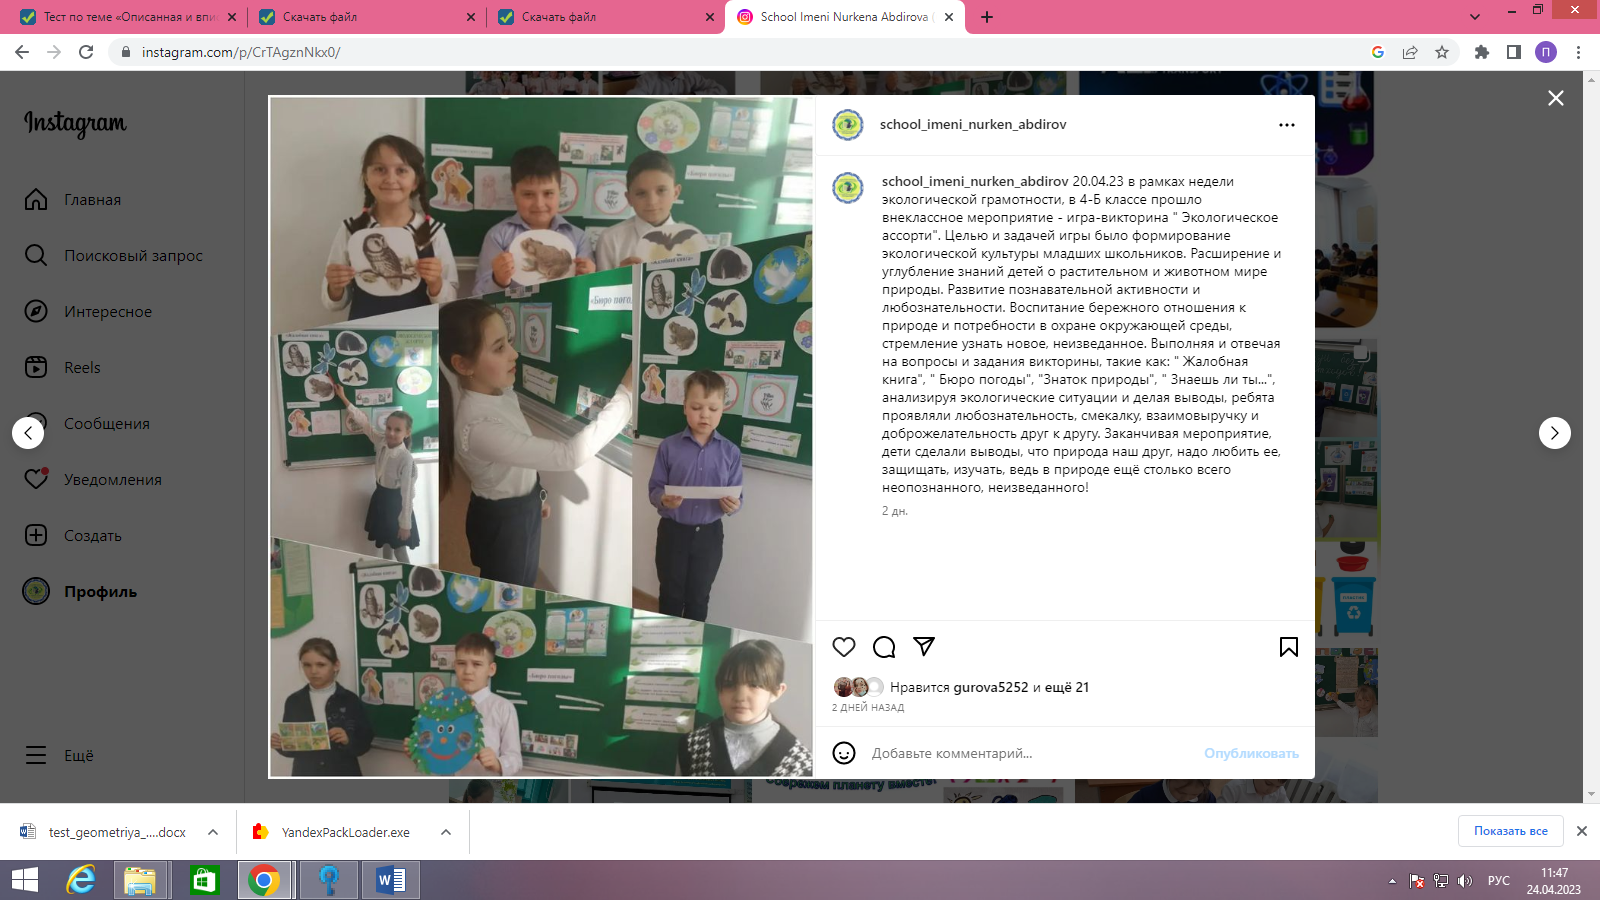 Тест по теме «Описанная и впи
Скачать файл
Скачать файл
School Imeni Nurkena Abdirova (
instagram.com/p/CrTAgznNkx0/
П
Instagram
Главная
Поисковый запрос
Интересное
Reels
Сообщения
Уведомления
Создать
Профиль
Ещё
school_imeni_nurken_abdirov
school_imeni_nurken_abdirov 20.04.23 в рамках недели
экологической грамотности, в 4-Б классе прошло
внеклассное мероприятие - игра-викторина " Экологическое
ассорти". Целью и задачей игры было формирование
экологической культуры младших школьников. Расширение и
углубление знаний детей о растительном и животном мире
природы. Развитие познавательной активности и
любознательности. Воспитание бережного отношения к
природе и потребности в охране окружающей среды,
стремление узнать новое, неизведанное. Выполняя и отвечая
на вопросы и задания викторины, такие как: " Жалобная
книга", " Бюро погоды", "Знаток природы", " Знаешь ли ты...",
анализируя экологические ситуации и делая выводы, ребята
проявляли любознательность, смекалку, взаимовыручку и
доброжелательность друг к другу. Заканчивая мероприятие,
дети сделали выводы, что природа наш друг, надо любить ее,
защищать, изучать, ведь в природе ещё столько всего
неопознанного, неизведанного!
2 дн.
Нравится gurova5252 и ещё 21
2 ДНЕЙ НАЗАД
Добавьте комментарий...
Опубликовать
«Бюро погоды»
«Бюро пого
test_geometriya_....docx
YandexPackLoader.exe
Показать все
РУС
11:47
24.04.2023